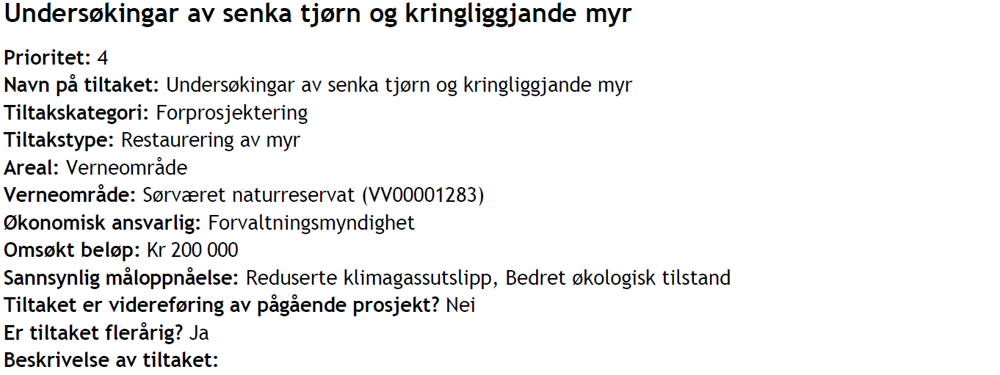 Undersøkingar av senka tjørn og kringliggjande myr
Prioritet: 4
Navn på tiltaket: Undersøkingar av senka tjørn og kringliggjande myr
Tiltakskategori: Forprosjektering
Tiltakstype: Restaurering av myr
Areal: Verneområde
Verneområde: Sørværet naturreservat (VV00001283)
Økonomisk ansvarlig: Forvaltningsmyndighet
Omsøkt beløp: Kr 200 000
Sannsynlig måloppnåelse: Reduserte klimagassutslipp, Bedret økologisk tilstand
Tiltaket er videreføring av pågående prosjekt? Nei
Er tiltaket flerårig? Ja
Beskrivelse av tiltaket: